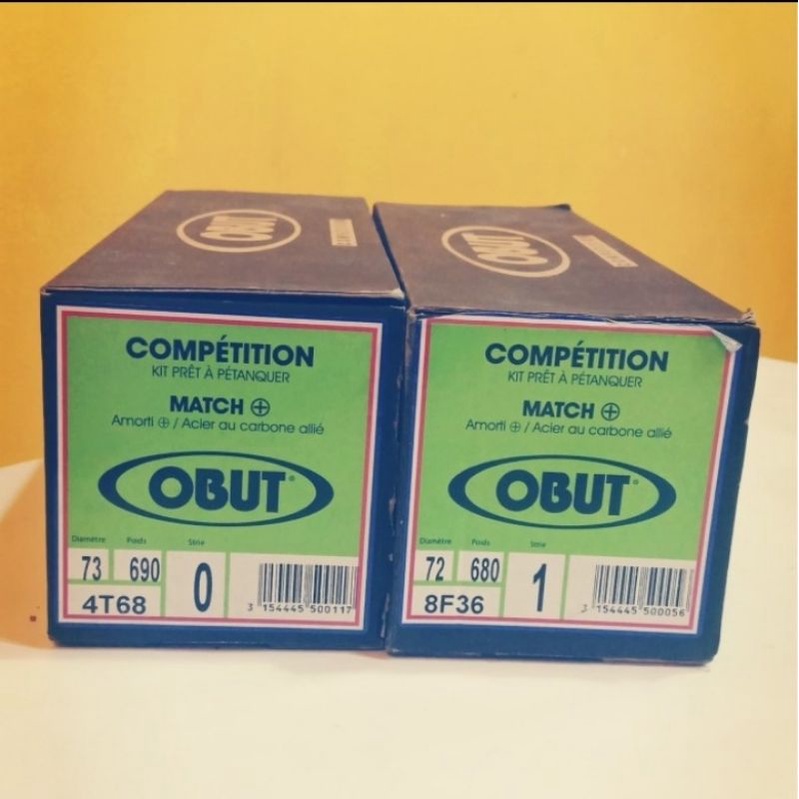 OBUT
COMPÉTITION
KIT PRÊT À PÉTANQUER
MATCH ⊕
Amorti ⊕ / Acier au carbone allié
OBUT®
Diamètre Poids Strie
73 690 0
4T68
3 154445 500117
OBUT
COMPÉTITION
KIT PRÊT À PÉTANQUER
MATCH ⊕
Amorti ⊕ / Acier au carbone allié
OBUT®
Diamètre Poids Strie
72 680 1
8F36
3 154445 500056